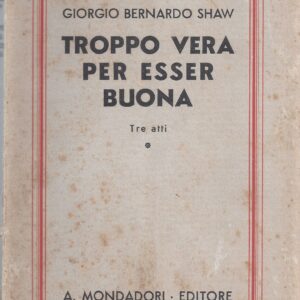 GIORGIO BERNARDO SHAW
TROPPO VERA
PER ESSER
BUONA
Tre atti
A. MONDADORI · EDITORE